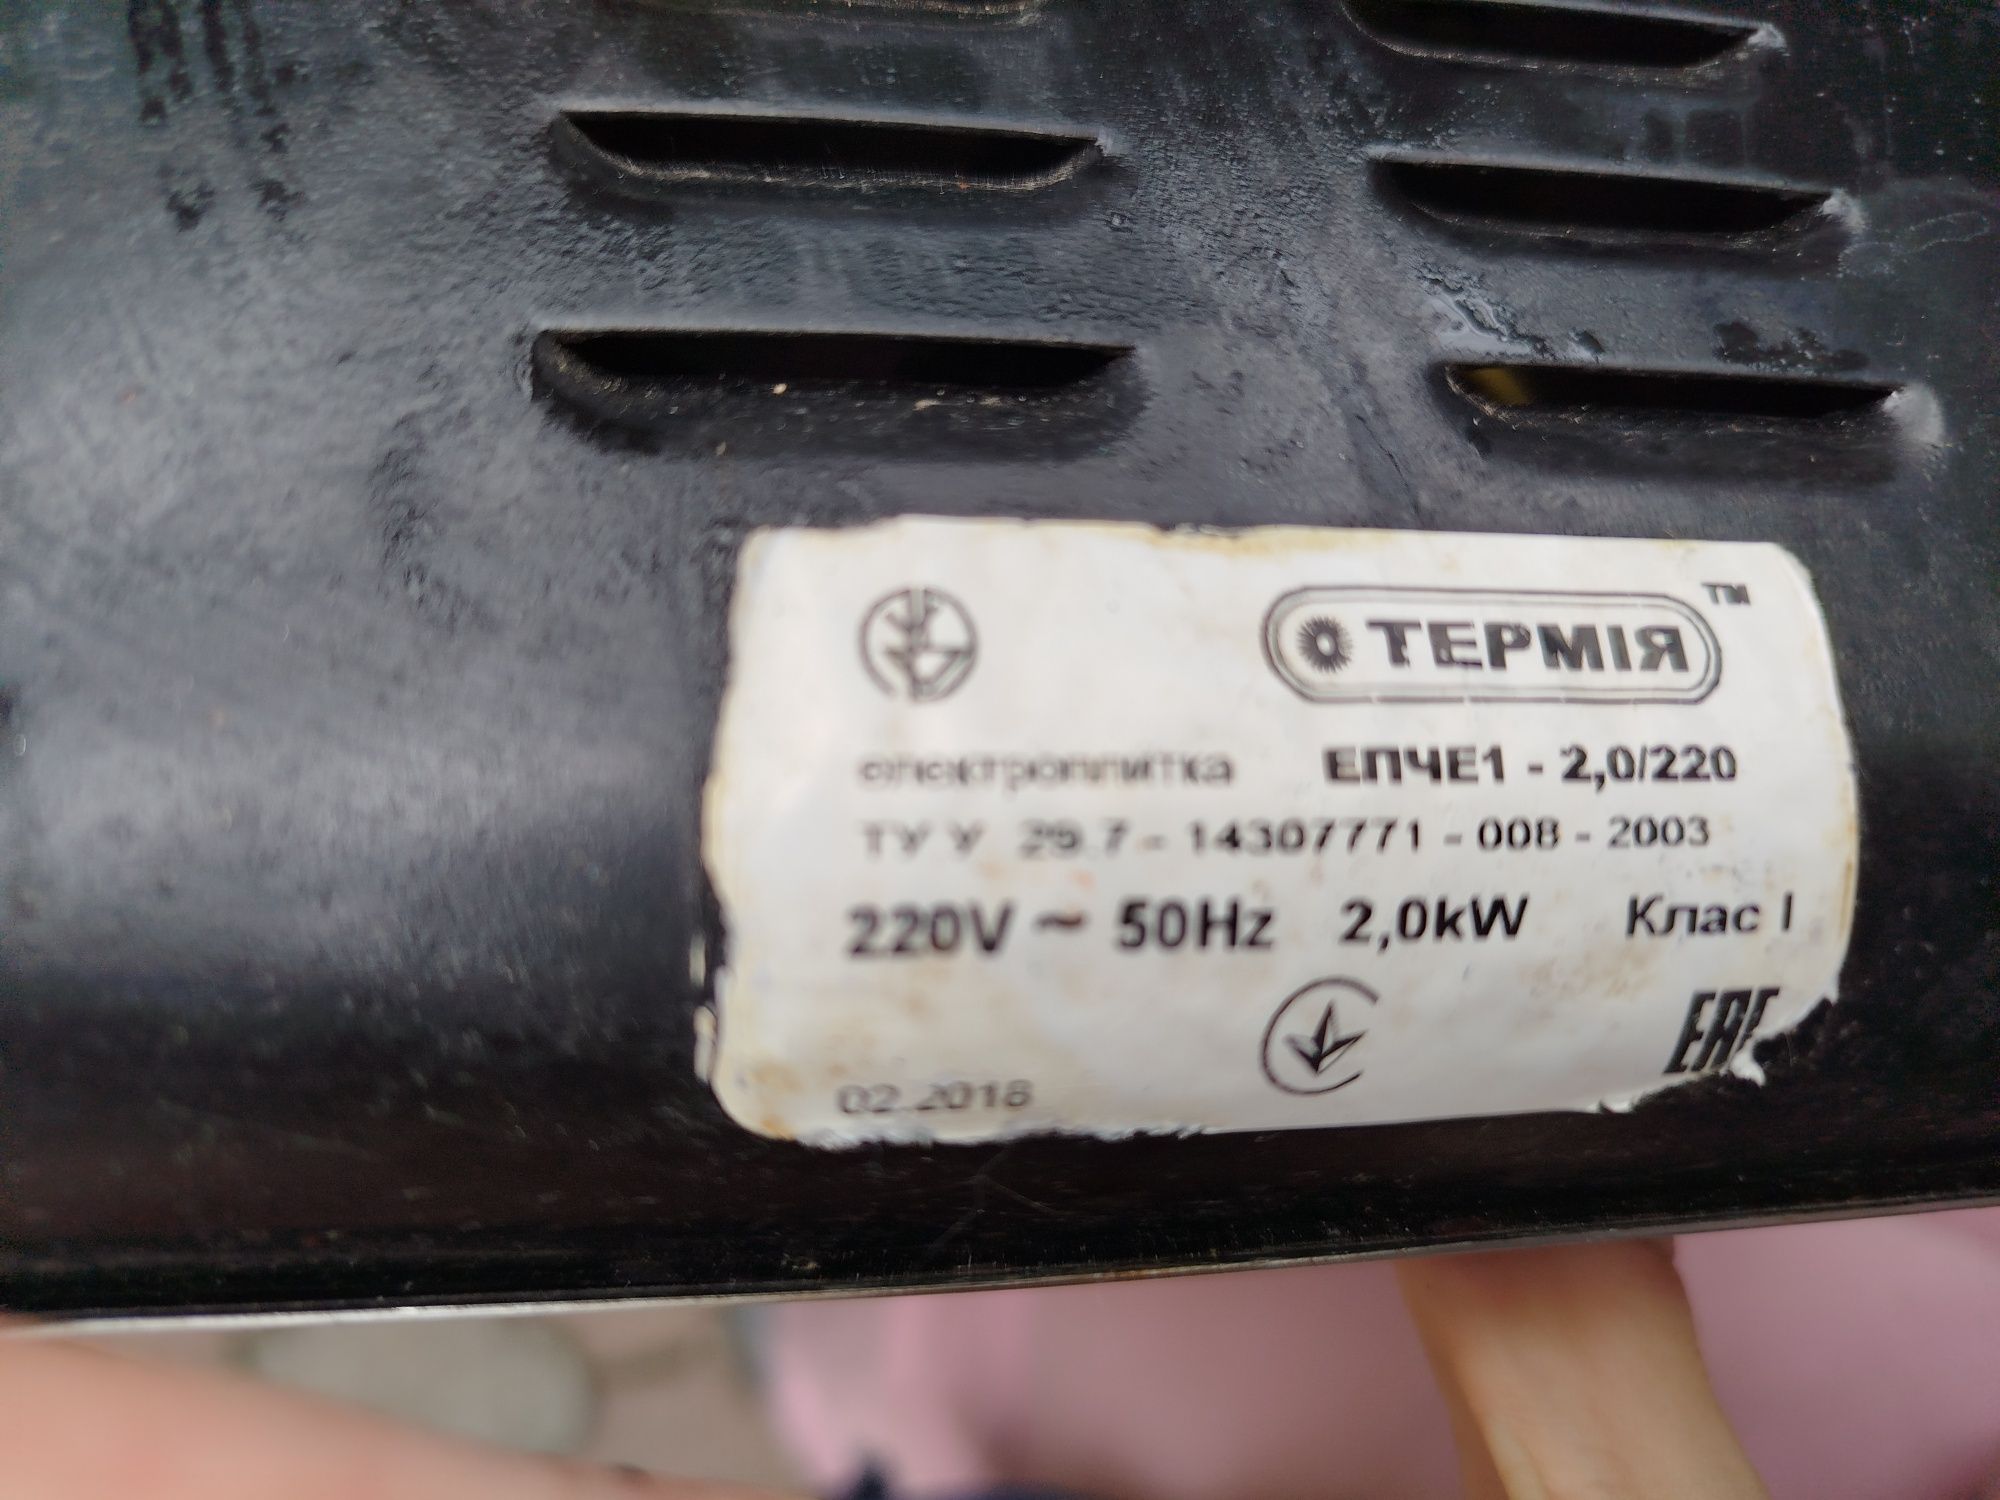 ТЕРМІЯ ™
електроплитка ЕПЧЕ1 - 2,0/220
ТУ У 29.7 - 14307771 - 008 - 2003
220V ~ 50Hz 2,0kW Клас I
EAC
02.2018